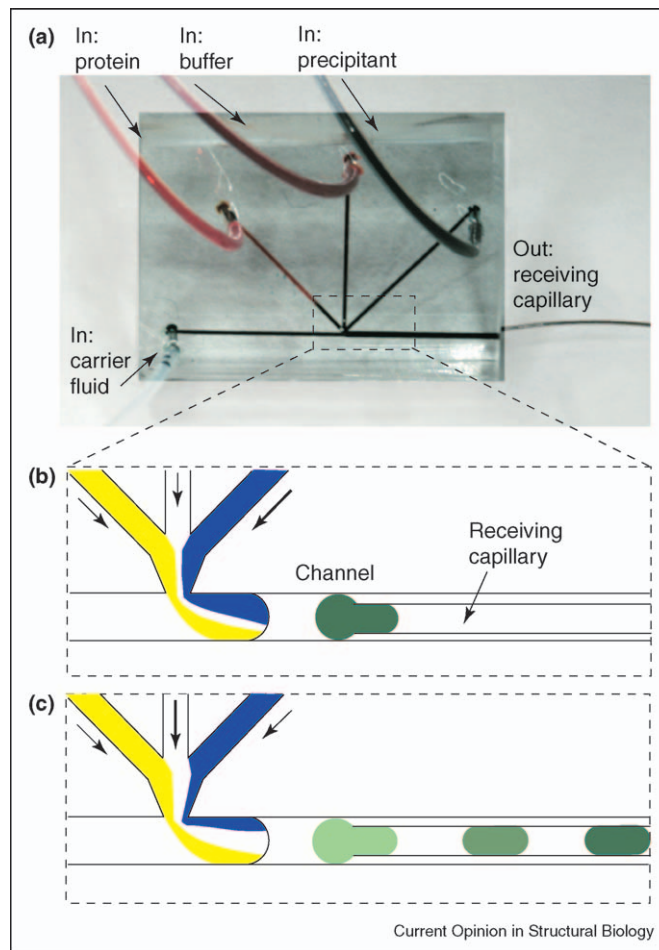 (a)
In:
protein
In:
buffer
In:
precipitant
Out:
receiving
capillary
In:
carrier
fluid
(b)
Channel
Receiving
capillary
(c)
Current Opinion in Structural Biology